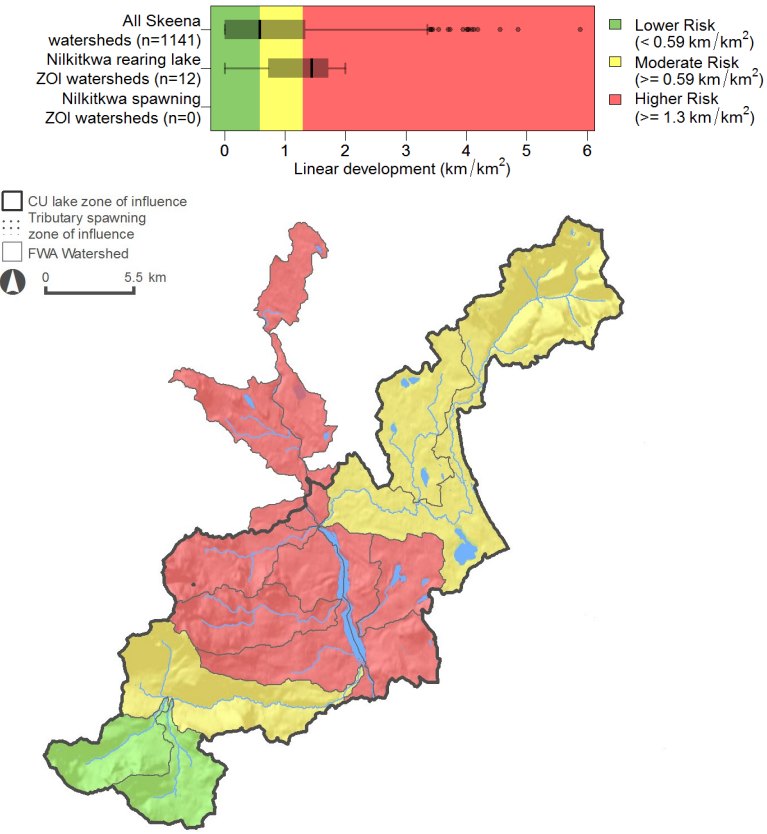 All Skeena
watersheds (n=1141)
Nilkitkwa rearing lake
ZOI watersheds (n=12)
Nilkitkwa spawning
ZOI watersheds (n=0)
0 1 2 3 4 5 6
Linear development (km/km²)
Lower Risk
(< 0.59 km/km²)
Moderate Risk
(>= 0.59 km/km²)
Higher Risk
(>= 1.3 km/km²)
CU lake zone of influence
Tributary spawning
zone of influence
FWA Watershed
0 5.5 km